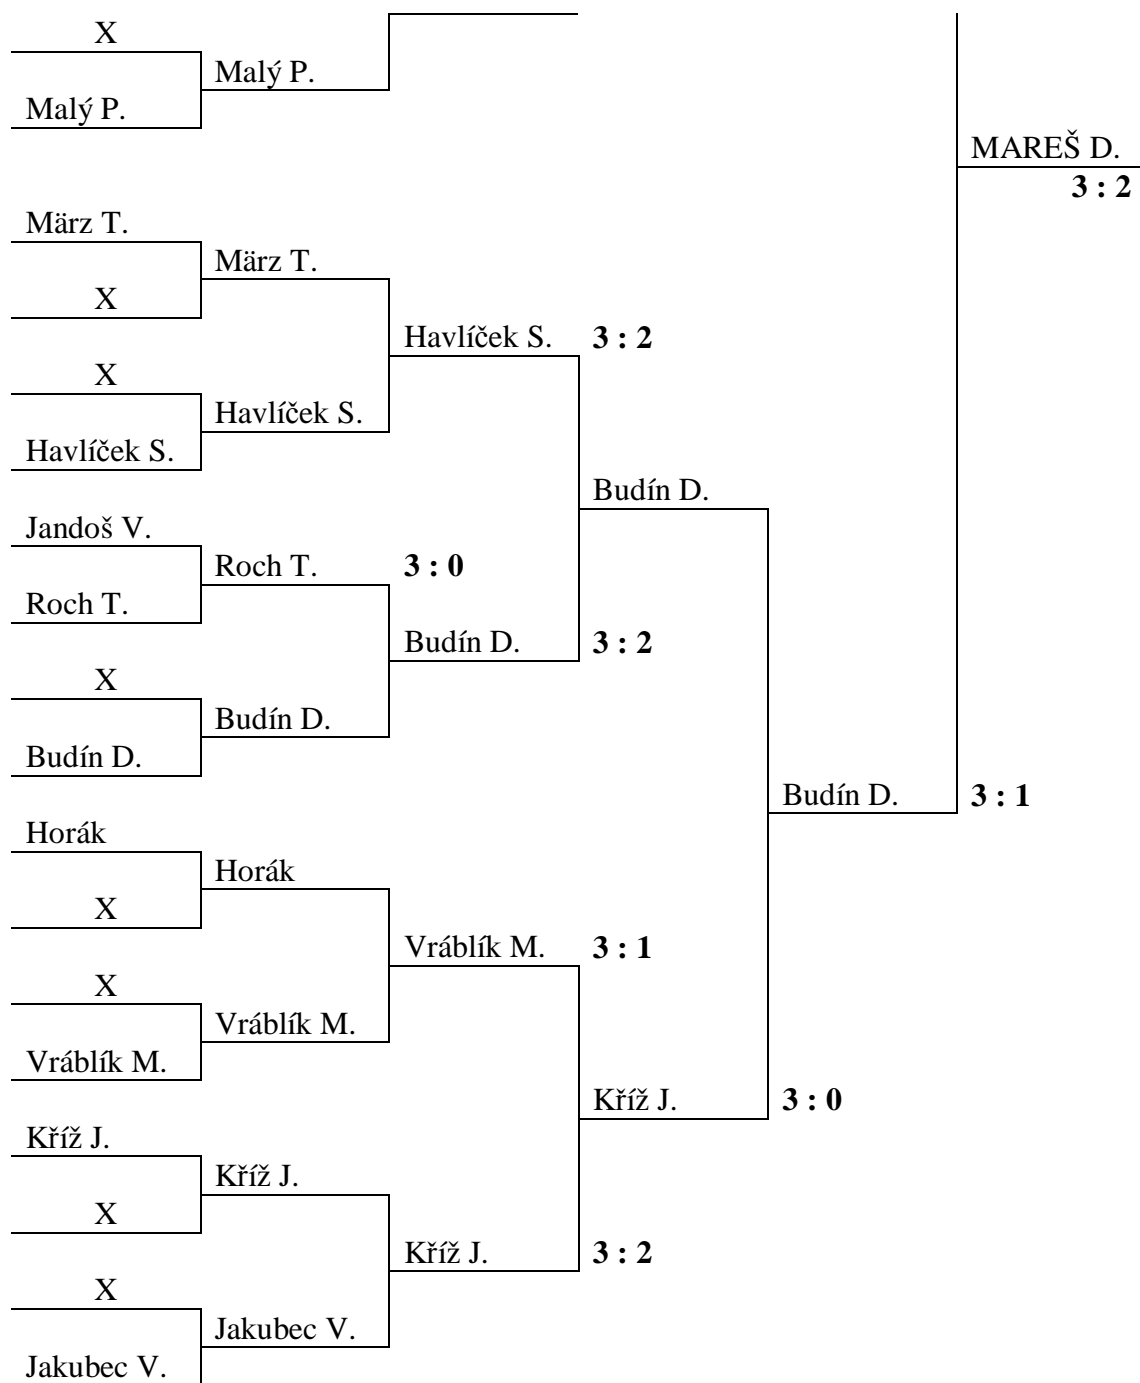 X
Malý P.
Malý P.
MAREŠ D.
3 : 2
März T.
März T.
X
Havlíček S. 3 : 2
X
Havlíček S.
Havlíček S.
Budín D.
Jandoš V.
Roch T. 3 : 0
Roch T.
Budín D. 3 : 2
X
Budín D.
Budín D.
Budín D. 3 : 1
Horák
Horák
X
Vráblík M. 3 : 1
X
Vráblík M.
Vráblík M.
Kříž J. 3 : 0
Kříž J.
Kříž J.
X
Kříž J. 3 : 2
X
Jakubec V.
Jakubec V.